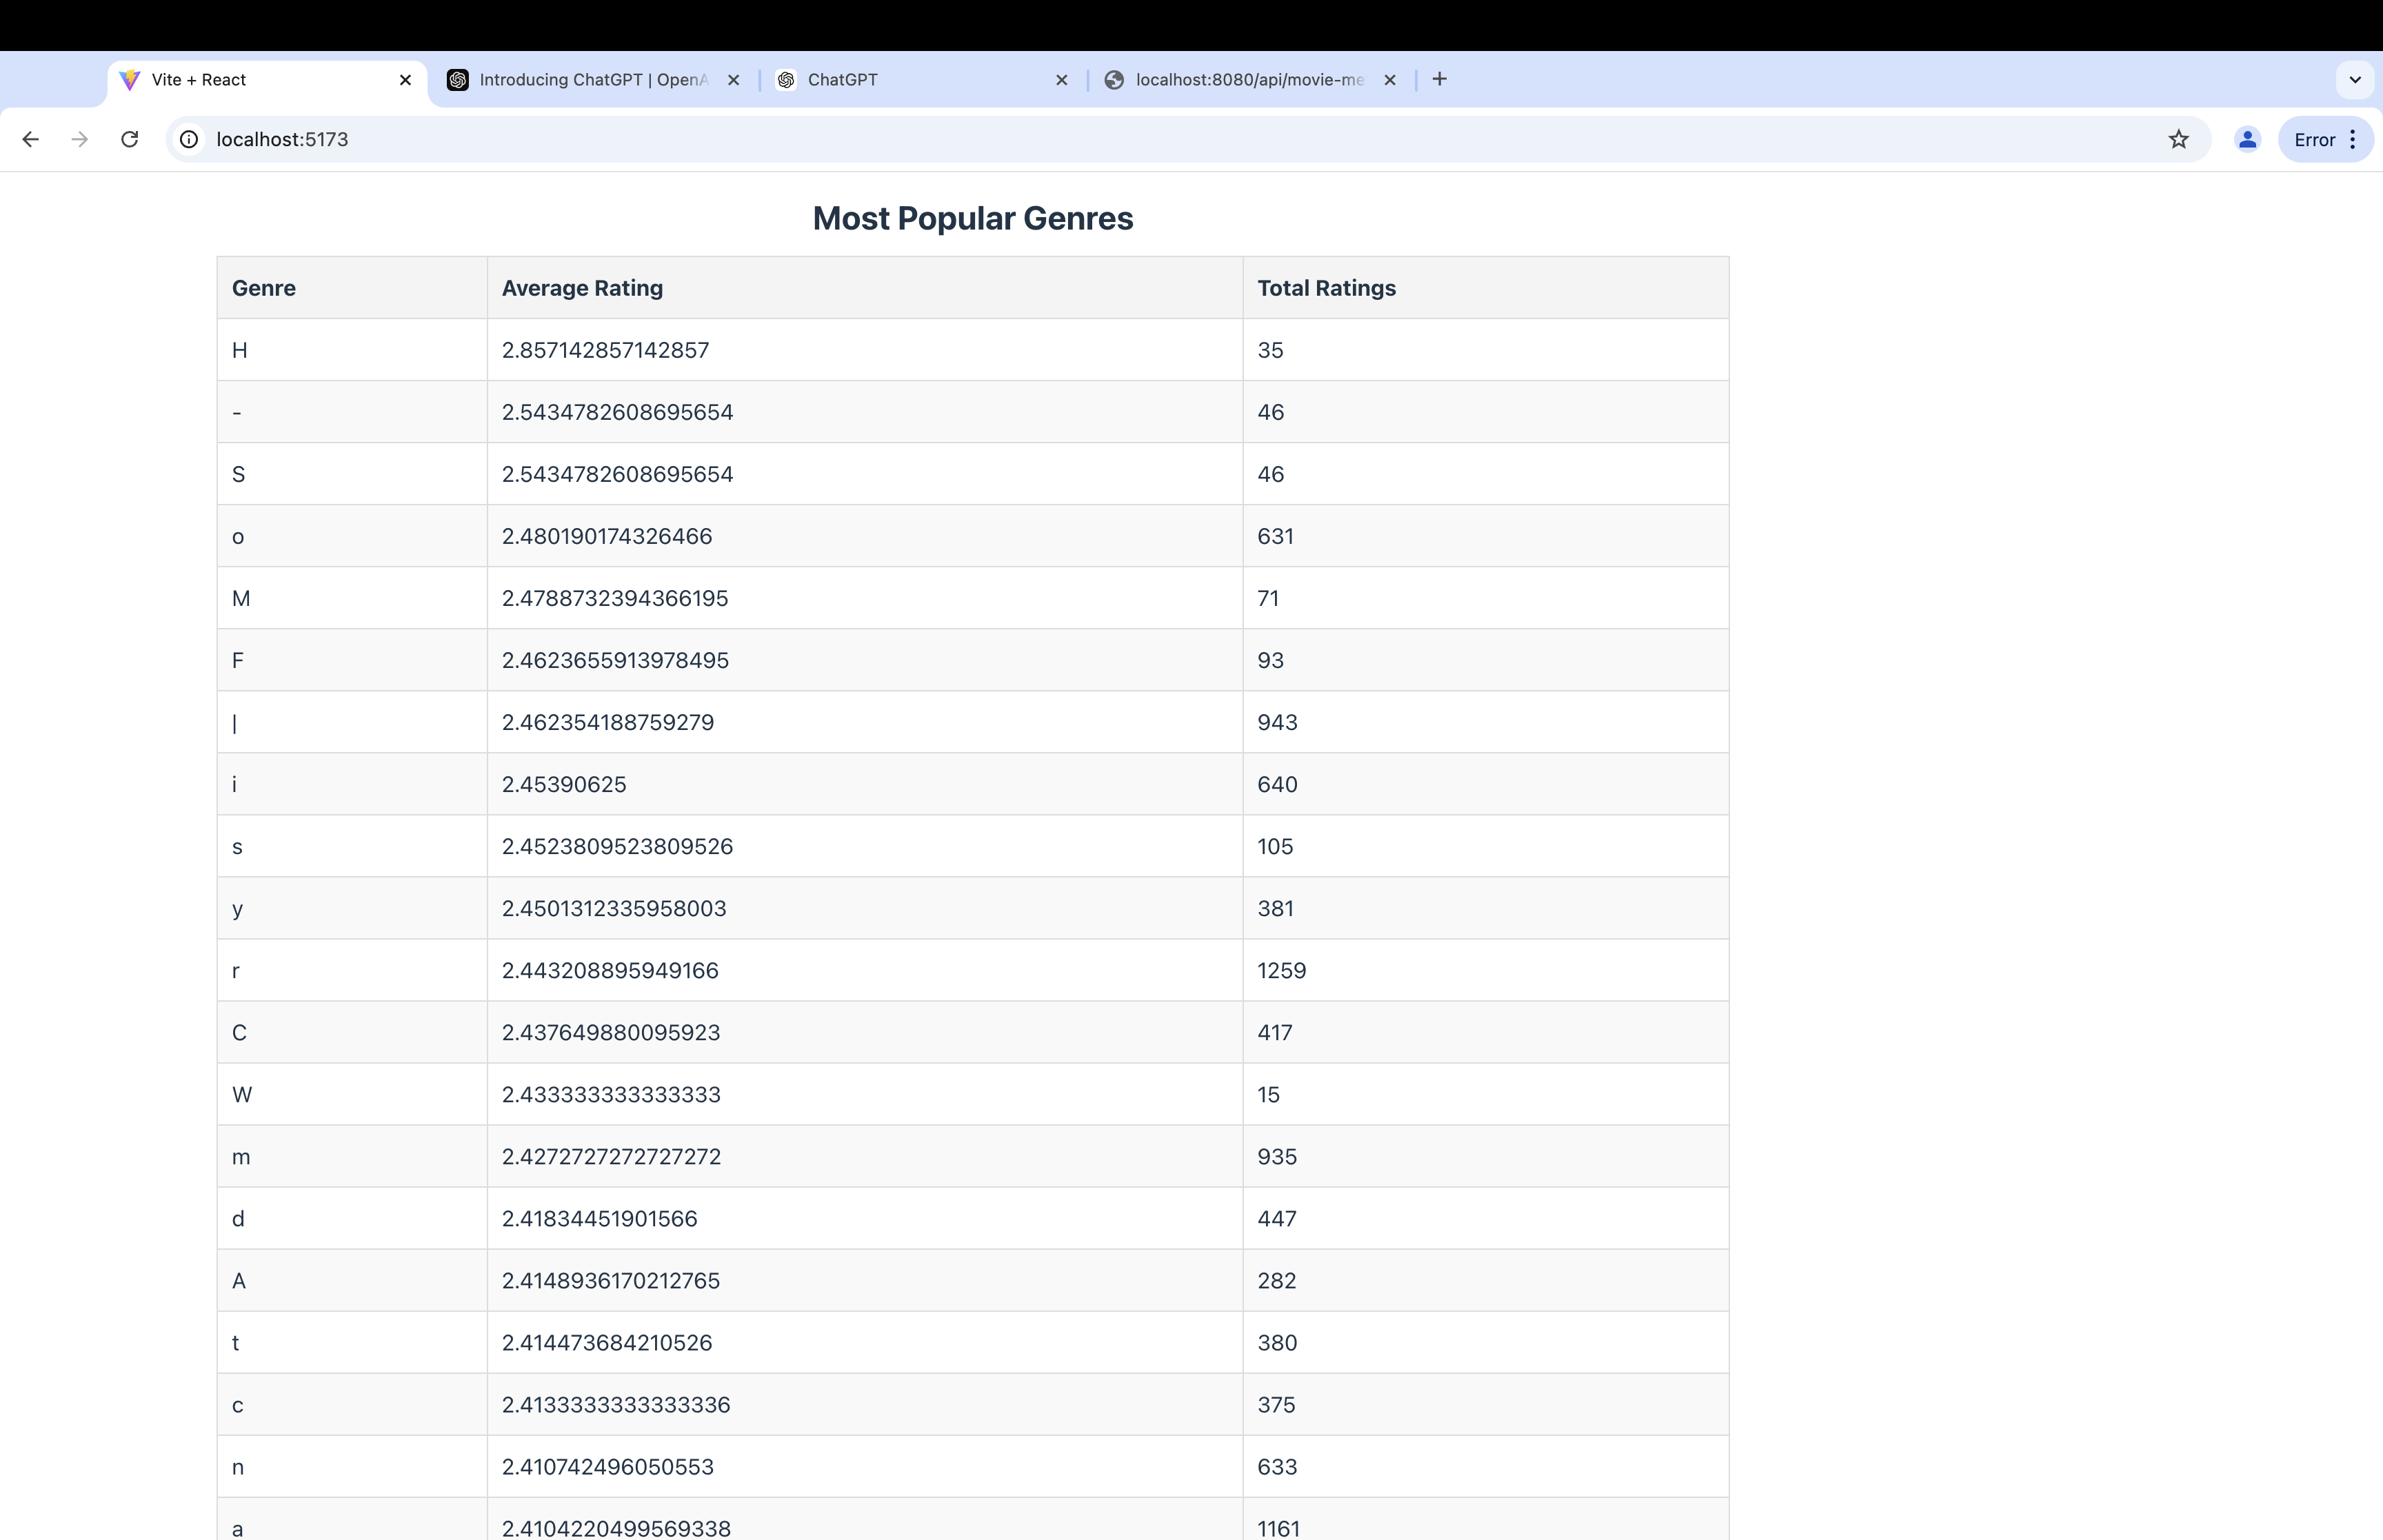 Vite + React
Introducing ChatGPT | OpenA
ChatGPT
localhost:8080/api/movie-me
localhost:5173
Error
Most Popular Genres
Genre Average Rating Total Ratings
H 2.857142857142857 35
- 2.5434782608695654 46
S 2.5434782608695654 46
o 2.480190174326466 631
M 2.4788732394366195 71
F 2.4623655913978495 93
| 2.462354188759279 943
i 2.45390625 640
s 2.4523809523809526 105
y 2.4501312335958003 381
r 2.443208895949166 1259
C 2.437649880095923 417
W 2.433333333333333 15
m 2.4272727272727272 935
d 2.41834451901566 447
A 2.4148936170212765 282
t 2.414473684210526 380
c 2.4133333333333336 375
n 2.410742496050553 633
a 2.4104220499569338 1161